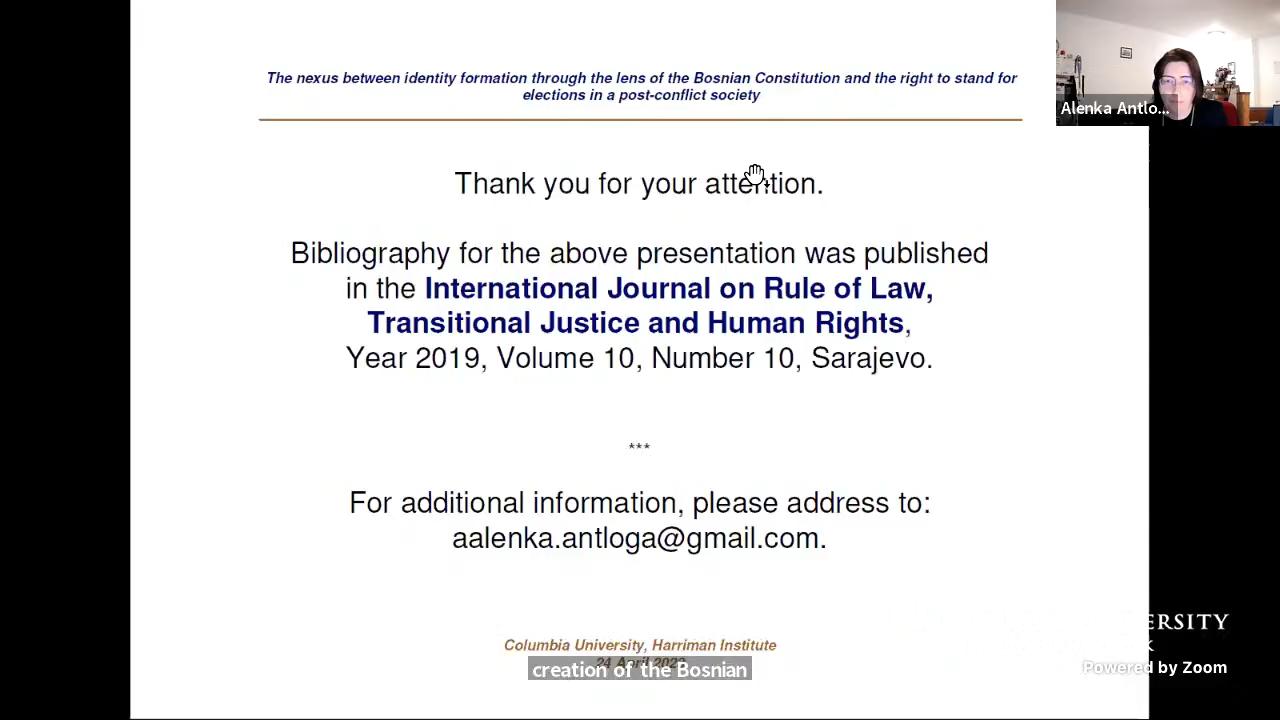 The nexus between identity formation through the lens of the Bosnian Constitution and the right to stand for
elections in a post-conflict society
Alenka Antlo...
Thank you for your attention.
Bibliography for the above presentation was published
in the International Journal on Rule of Law,
Transitional Justice and Human Rights,
Year 2019, Volume 10, Number 10, Sarajevo.
***
For additional information, please address to:
aalenka.antloga@gmail.com.
Columbia University, Harriman Institute
24 April
creation of the Bosnian
ERSITY
K
Powered by Zoom